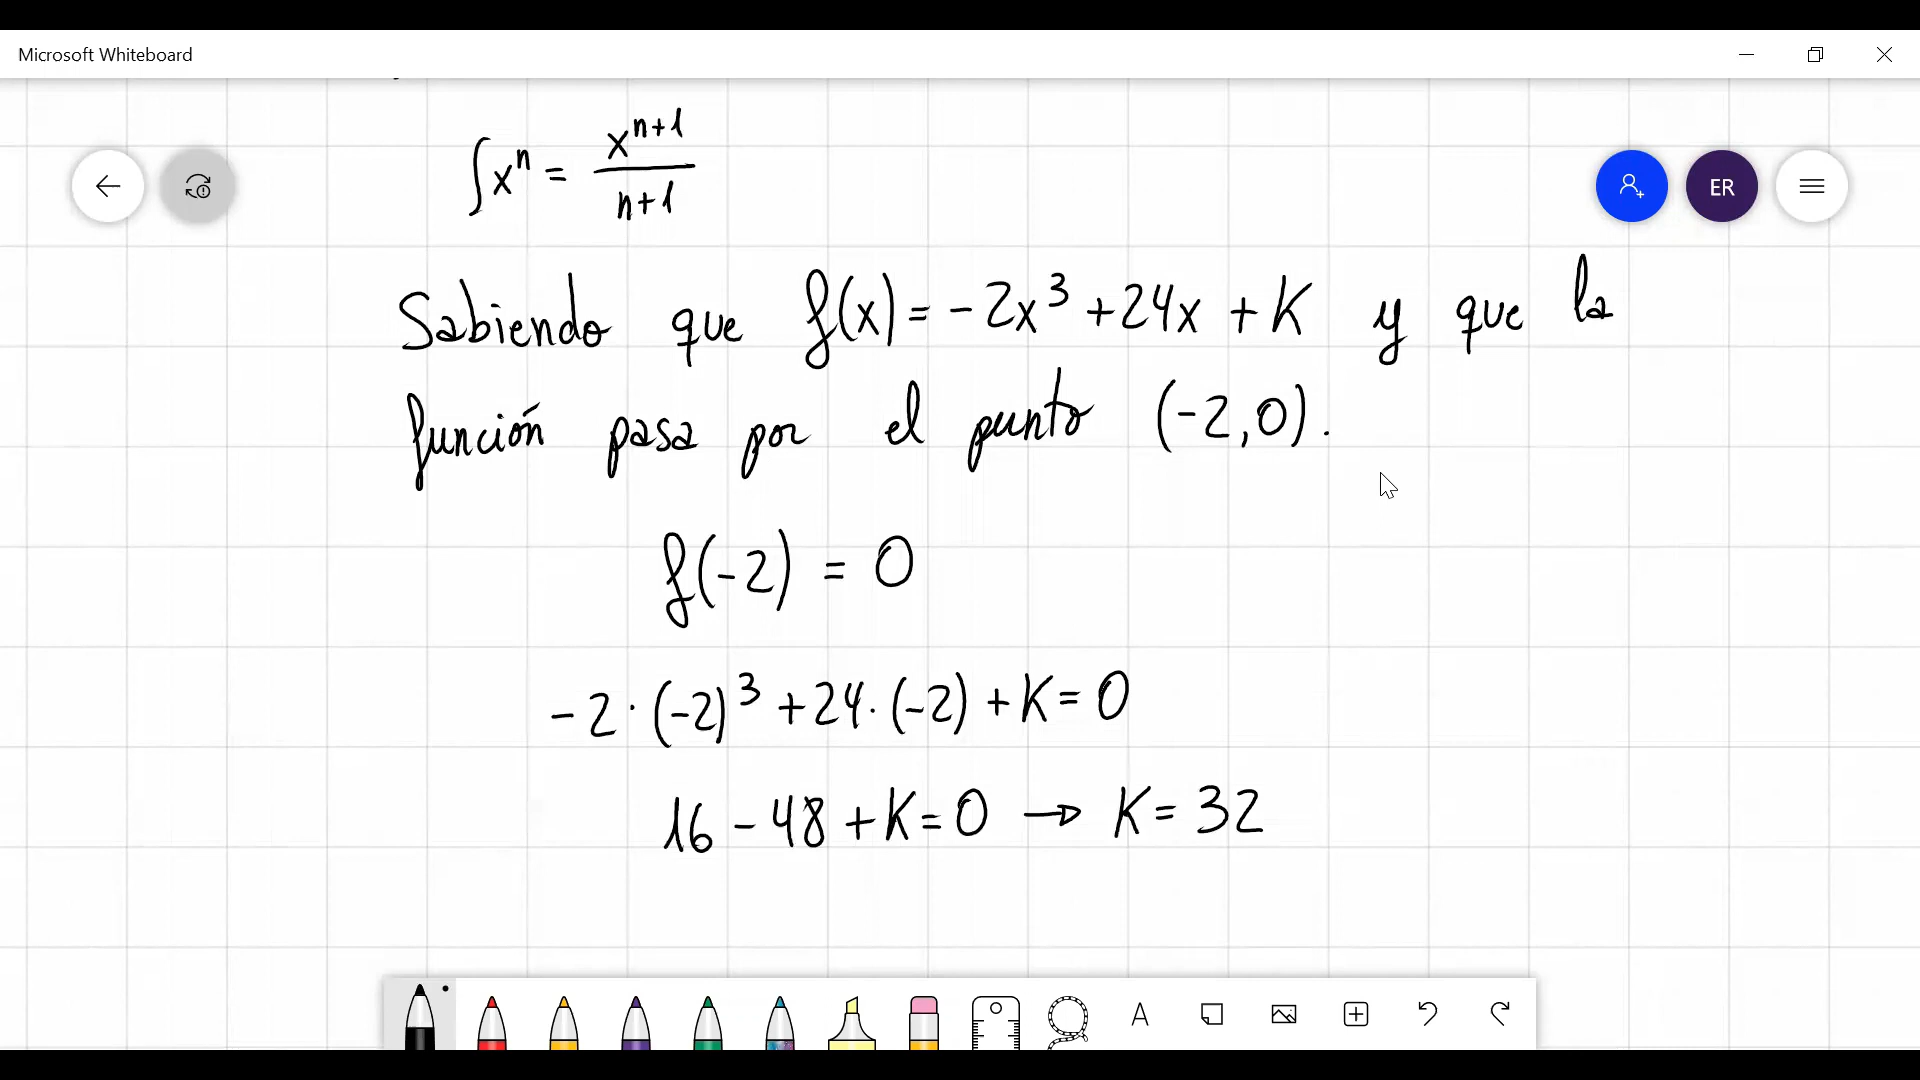 Microsoft Whiteboard
∫xⁿ = xⁿ⁺¹/n+1
ER
Sabiendo que f(x) = -2x³ +24x + K y que la
función pasa por el punto (-2,0).
f(-2) = 0
-2·(-2)³ +24·(-2) +K=0
16 - 48 +K=0 → K=32
A